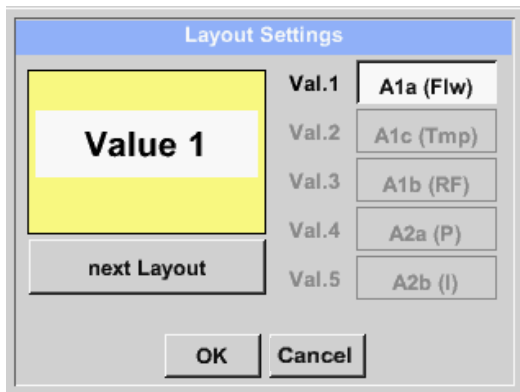 Layout Settings
Value 1
next Layout
Val.1 A1a (Flw)
Val.2 A1c (Tmp)
Val.3 A1b (RF)
Val.4 A2a (P)
Val.5 A2b (I)
OK Cancel